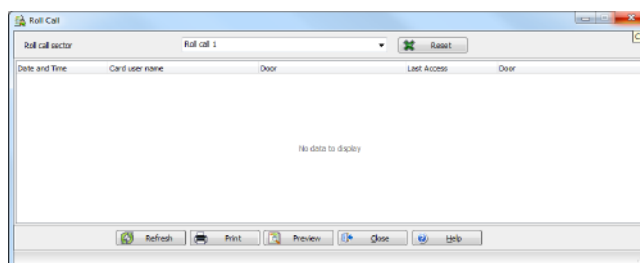 Roll Call
Roll call sector Roll call 1 Reset
Date and Time Card user name Door Last Access Door
No data to display
Refresh Print Preview Close Help